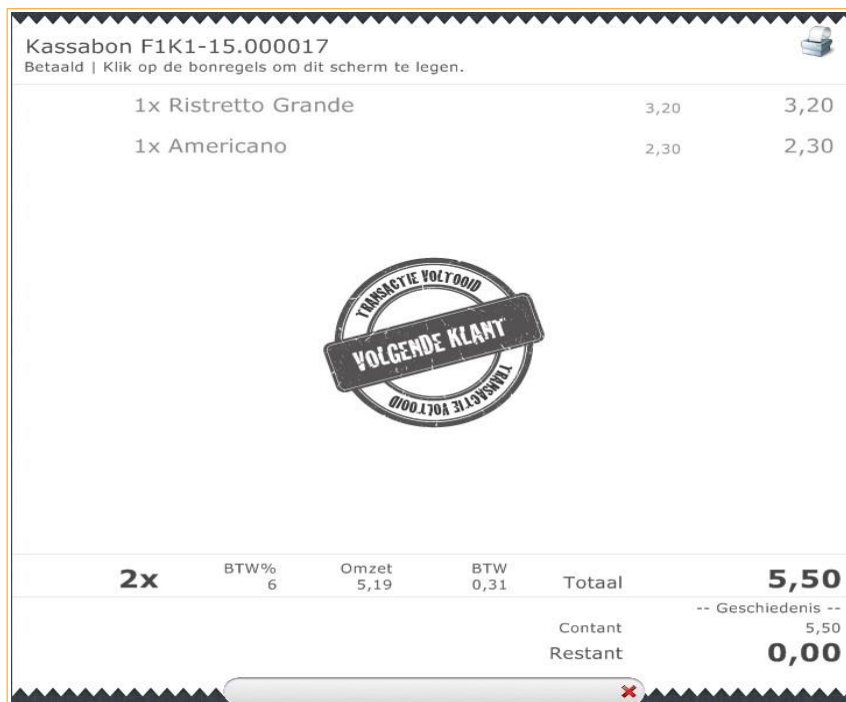 Kassabon F1K1-15.000017
Betaald | Klik op de bonregels om dit scherm te legen.
1x Ristretto Grande 3,20 3,20
1x Americano 2,30 2,30
TRANSACTIE VOLTOOID
VOLGENDE KLANT
TRANSACTIE VOLTOOID
2x BTW% Omzet BTW Totaal 5,50
6 5,19 0,31
-- Geschiedenis --
Contant 5,50
Restant 0,00